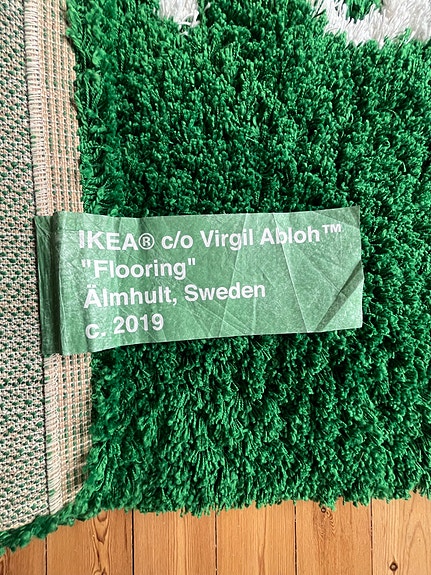 IKEA® c/o Virgil Abloh™
"Flooring"
Älmhult, Sweden
c. 2019